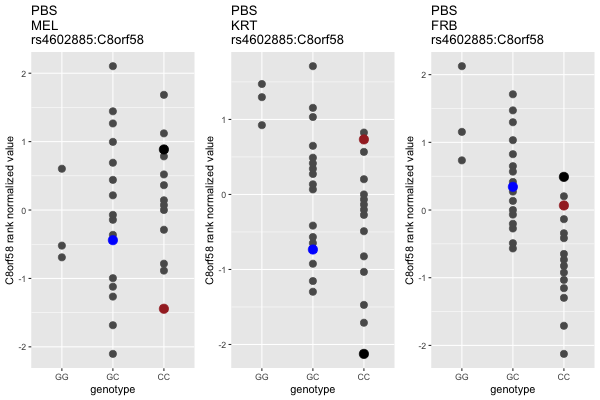 PBS
MEL
rs4602885:C8orf58
C8orf58 rank normalized value
2
1
0
-1
-2
GG GC CC
genotype
PBS
KRT
rs4602885:C8orf58
C8orf58 rank normalized value
1
0
-1
-2
GG GC CC
genotype
PBS
FRB
rs4602885:C8orf58
C8orf58 rank normalized value
2
1
0
-1
-2
GG GC CC
genotype